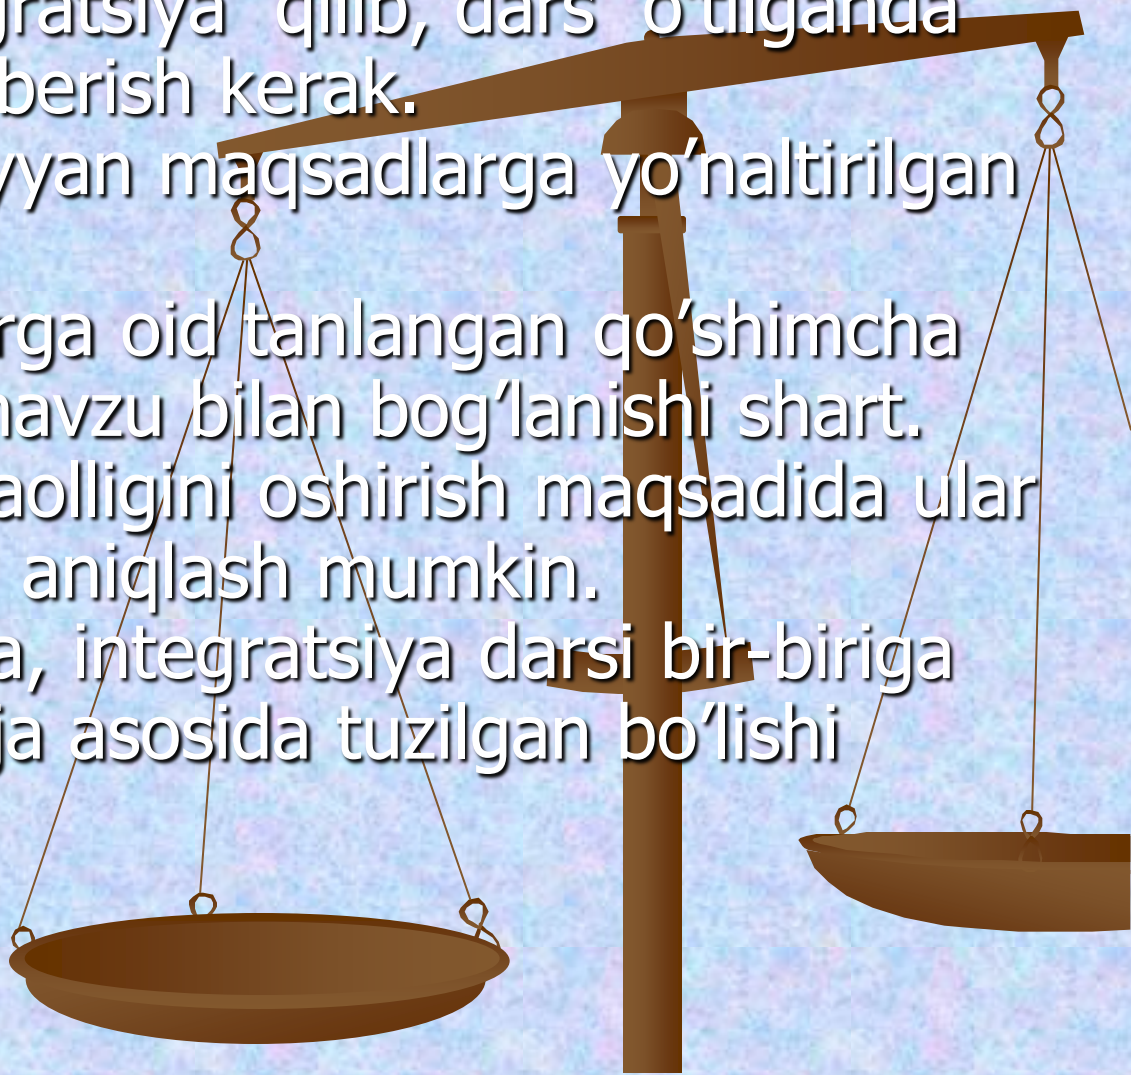 gratsiya qilib, dars o’tilganda
berish kerak.
yyan maqsadlarga yo’naltirilgan
rga oid tanlangan qo’shimcha
mavzu bilan bog’lanishi shart.
aolligini oshirish maqsadida ular
aniqlash mumkin.
a, integratsiya darsi bir-biriga
ja asosida tuzilgan bo’lishi